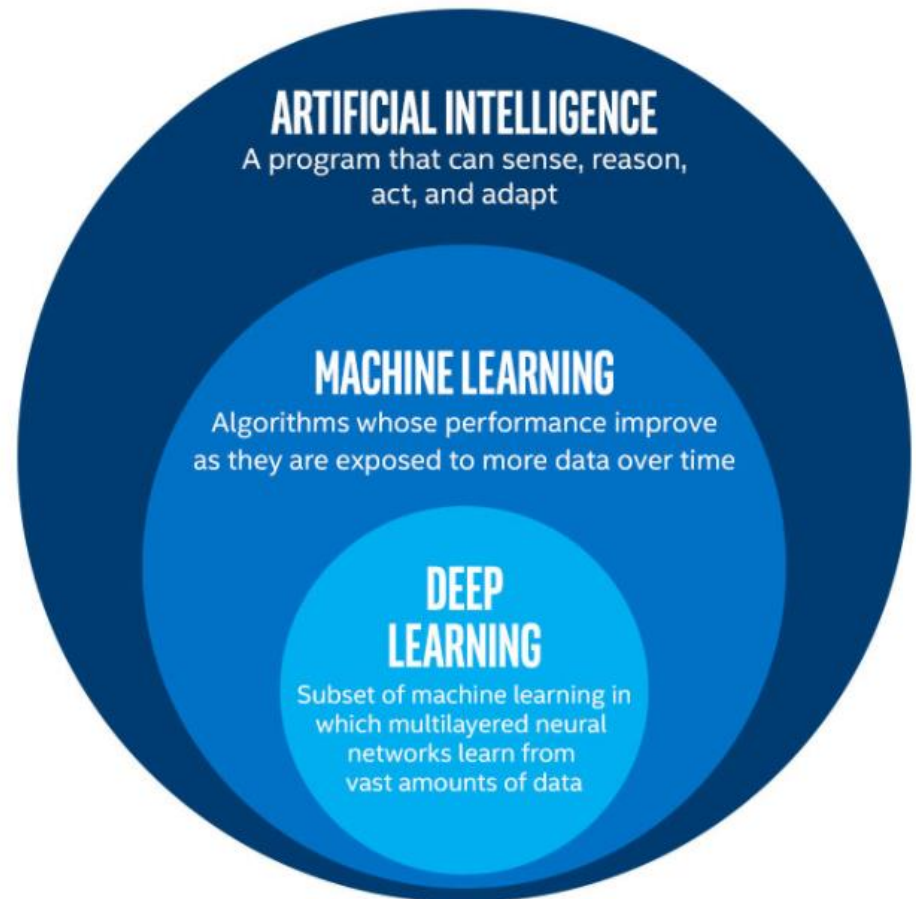 ARTIFICIAL INTELLIGENCE
A program that can sense, reason,
act, and adapt
MACHINE LEARNING
Algorithms whose performance improve
as they are exposed to more data over time
DEEP
LEARNING
Subset of machine learning in
which multilayered neural
networks learn from
vast amounts of data